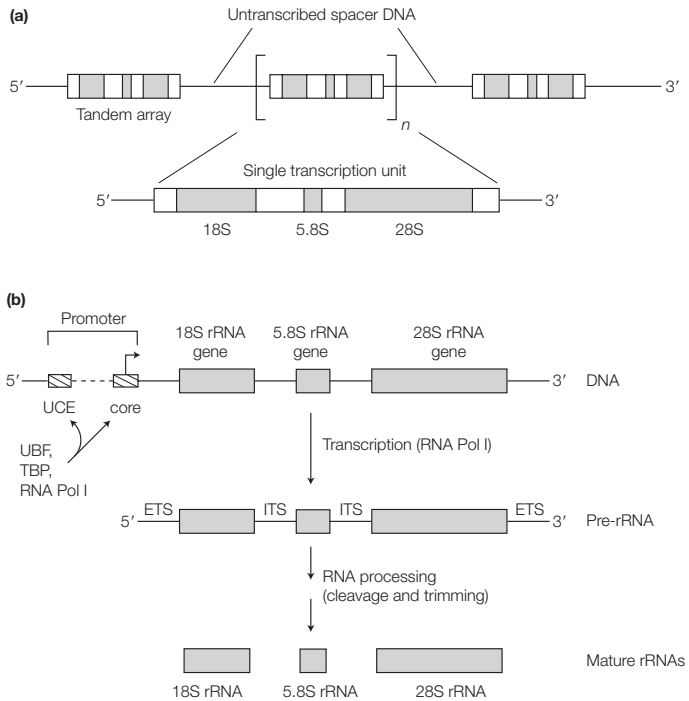 (a)
Untranscribed spacer DNA
5′ 3′
Tandem array
n
Single transcription unit
5′ 3′
18S 5.8S 28S
(b)
Promoter
18S rRNA gene
5.8S rRNA gene
28S rRNA gene
5′ 3′ DNA
UCE core
UBF,
TBP,
RNA Pol I
Transcription (RNA Pol I)
5′ ETS ITS ITS ETS 3′ Pre-rRNA
RNA processing
(cleavage and trimming)
Mature rRNAs
18S rRNA 5.8S rRNA 28S rRNA